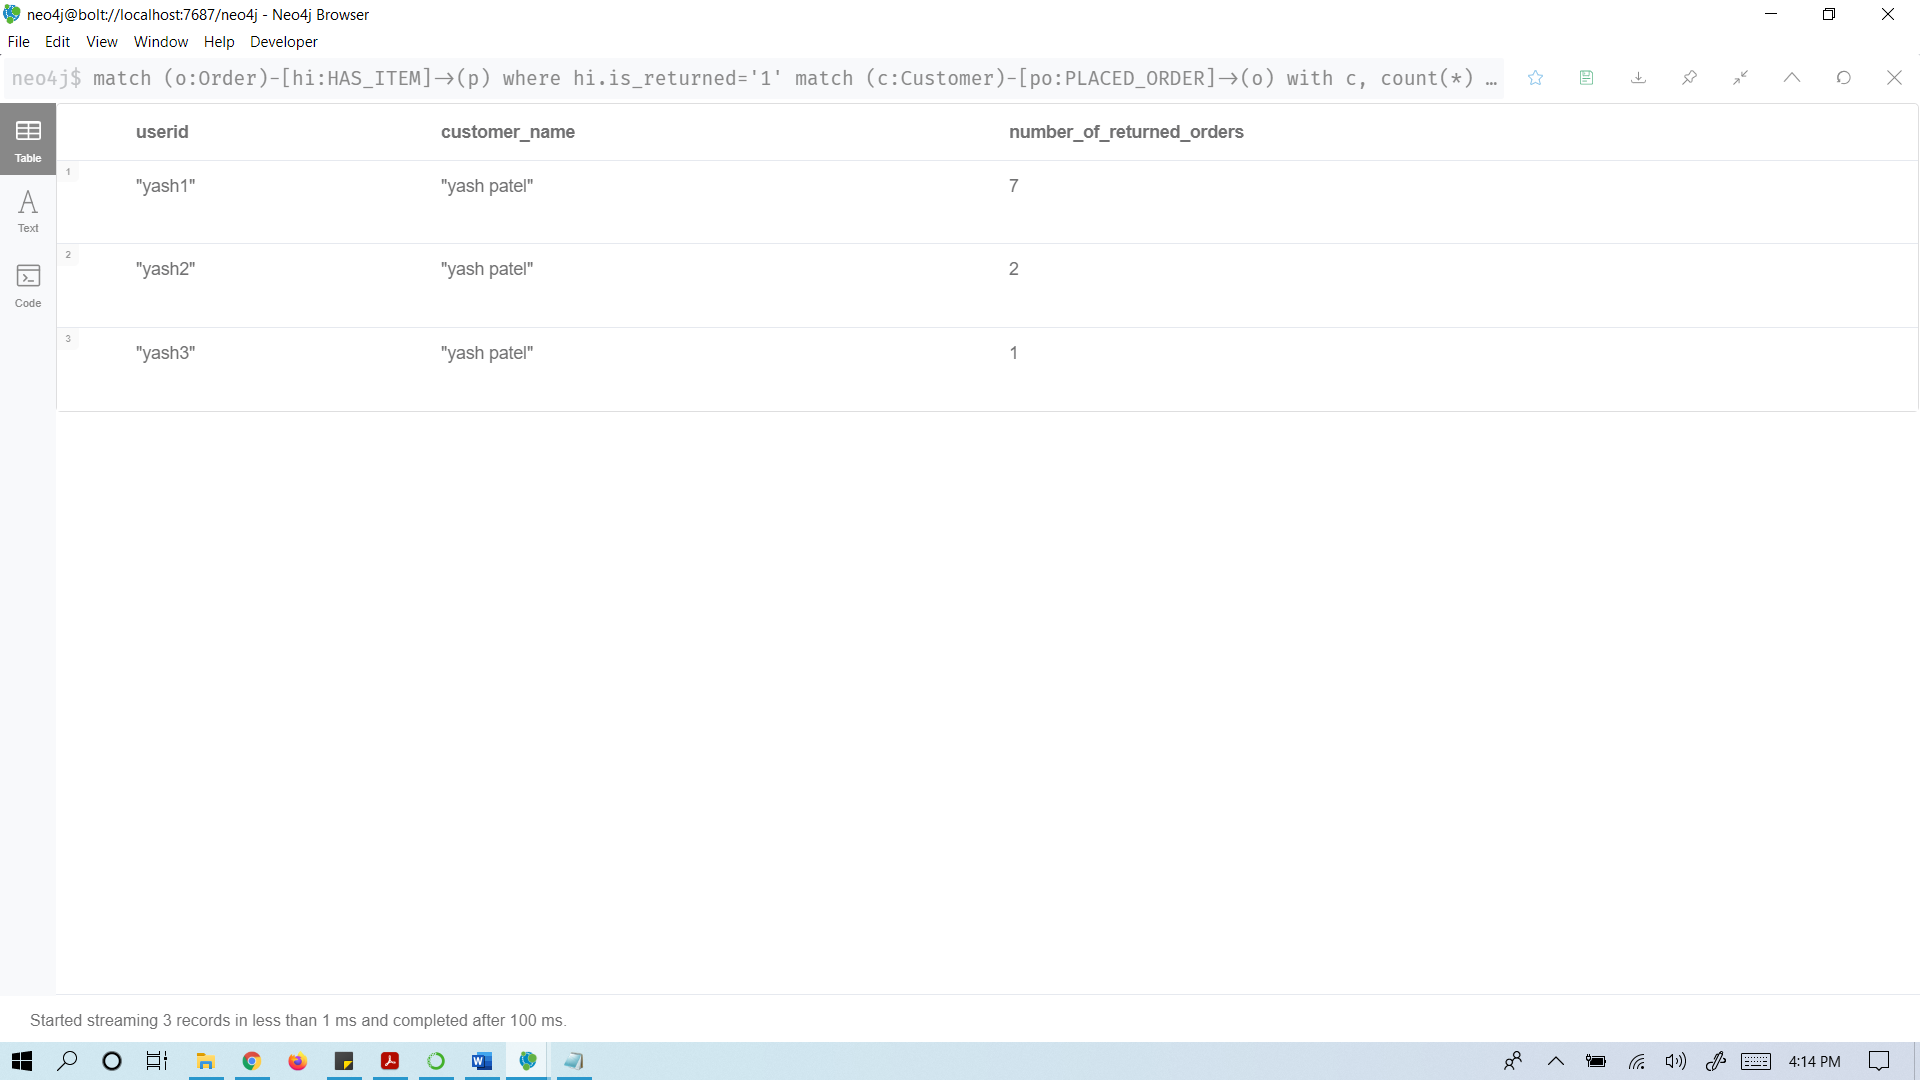 neo4j@bolt://localhost:7687/neo4j - Neo4j Browser
File Edit View Window Help Developer
neo4j$ match (o:Order)-[hi:HAS_ITEM]->(p) where hi.is_returned='1' match (c:Customer)-[po:PLACED_ORDER]->(o) with c, count(*) …
Table
Text
Code
userid customer_name number_of_returned_orders
1 "yash1" "yash patel" 7
2 "yash2" "yash patel" 2
3 "yash3" "yash patel" 1
Started streaming 3 records in less than 1 ms and completed after 100 ms.
4:14 PM